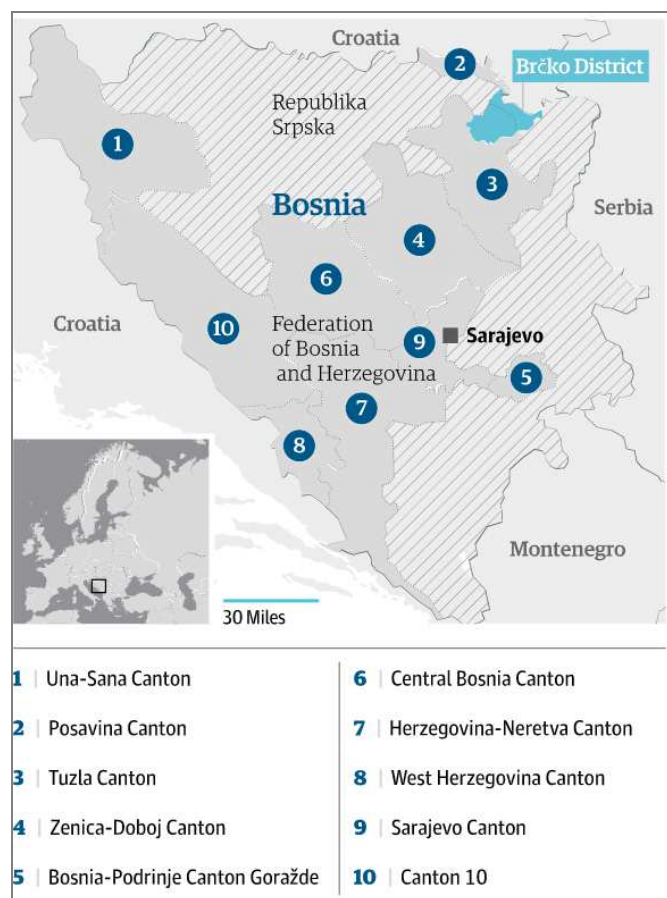 Croatia
2
Brčko District
Republika
Srpska
1
3
Bosnia
Serbia
4
6
Croatia
10
Federation
of Bosnia
and Herzegovina
9
Sarajevo
5
7
8
Montenegro
30 Miles
1 | Una-Sana Canton
2 | Posavina Canton
3 | Tuzla Canton
4 | Zenica-Doboj Canton
5 | Bosnia-Podrinje Canton Goražde
6 | Central Bosnia Canton
7 | Herzegovina-Neretva Canton
8 | West Herzegovina Canton
9 | Sarajevo Canton
10 | Canton 10